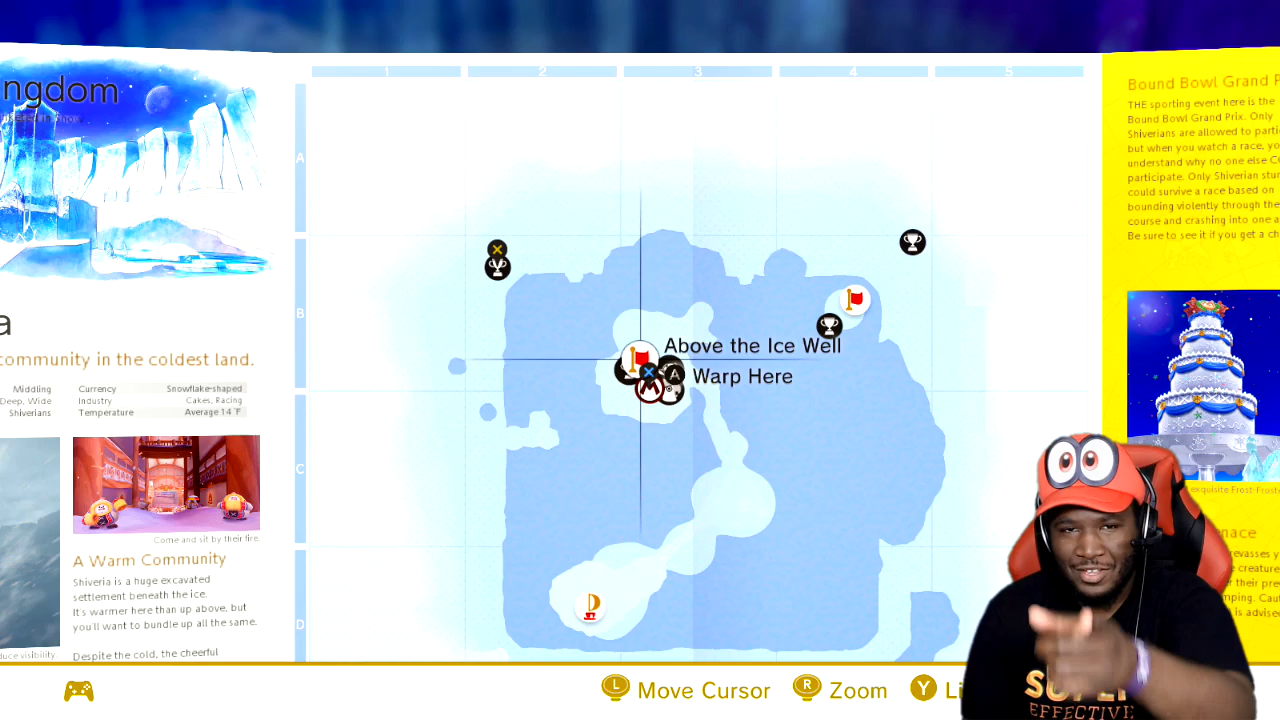 ngdom
1 2 3 4 5
A
B
C
D
a
community in the coldest land.
Middling
Deep, Wide
Shiverians
Currency Snowflake-shaped
Industry Cakes, Racing
Temperature Average 14°F
Come and sit by their fire.
A Warm Community
Shiveria is a huge excavated
settlement beneath the ice.
It's warmer here than up above, but
you'll want to bundle up all the same.
Despite the cold, the cheerful
duce visibility.
Above the Ice Well
A Warp Here
Bound Bowl Grand P
THE sporting event here is the
Bound Bowl Grand Prix. Only
Shiverians are allowed to parti
but when you watch a race, yo
understand why no one else CO
participate. Only Shiverian stur
could survive a race based on
bounding violently through the
course and crashing into one a
Be sure to see it if you get a ch
exquisite Frost-Froste
enace
revasses y
e creature
r their pre
mping. Caut
is advise
L Move Cursor R Zoom Y Li
SUPER
EFFECTIVE